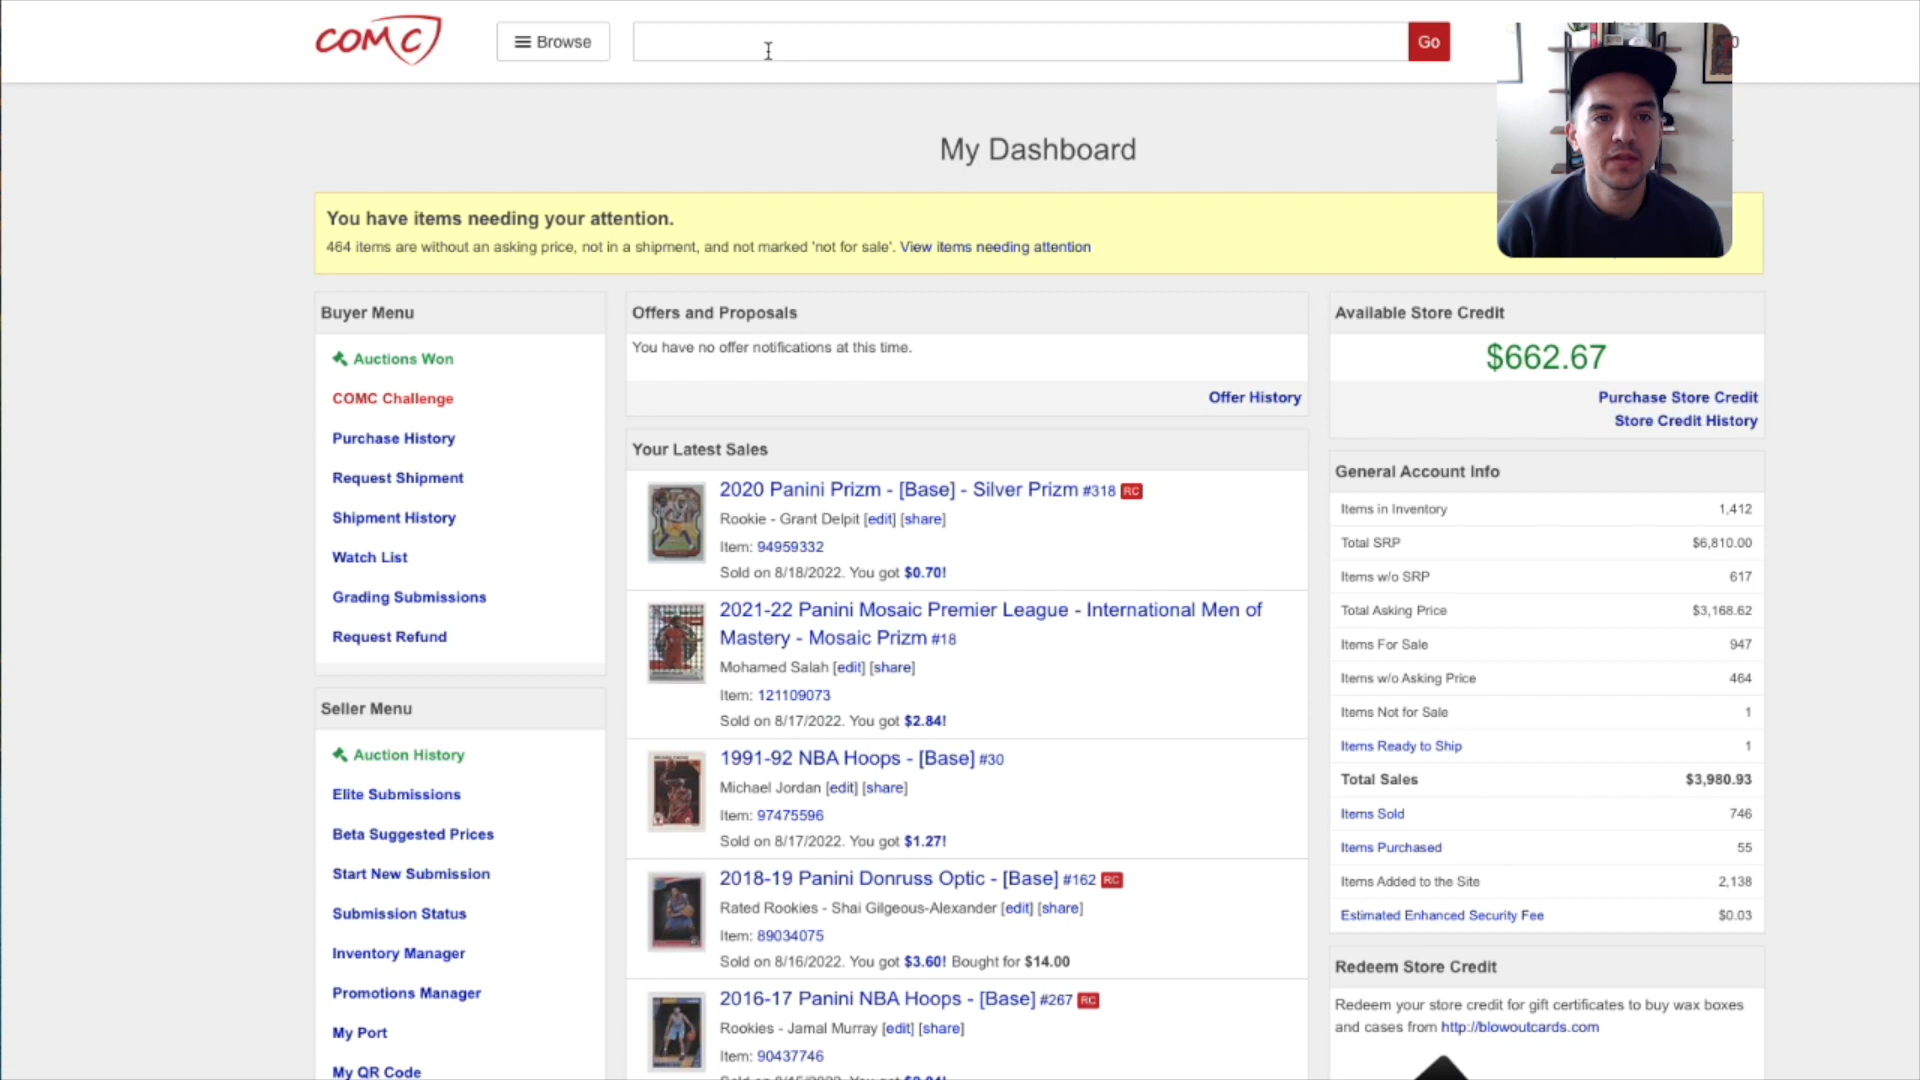 COMC
Browse
Go
My Dashboard
You have items needing your attention.
464 items are without an asking price, not in a shipment, and not marked 'not for sale'. View items needing attention
Buyer Menu
Auctions Won
COMC Challenge
Purchase History
Request Shipment
Shipment History
Watch List
Grading Submissions
Request Refund
Seller Menu
Auction History
Elite Submissions
Beta Suggested Prices
Start New Submission
Submission Status
Inventory Manager
Promotions Manager
My Port
My QR Code
Offers and Proposals
You have no offer notifications at this time.
Offer History
Your Latest Sales
2020 Panini Prizm - [Base] - Silver Prizm #318 RC
Rookie - Grant Delpit [edit] [share]
Item: 94959332
Sold on 8/18/2022. You got $0.70!
2021-22 Panini Mosaic Premier League - International Men of
Mastery - Mosaic Prizm #18
Mohamed Salah [edit] [share]
Item: 121109073
Sold on 8/17/2022. You got $2.84!
1991-92 NBA Hoops - [Base] #30
Michael Jordan [edit] [share]
Item: 97475596
Sold on 8/17/2022. You got $1.27!
2018-19 Panini Donruss Optic - [Base] #162 RC
Rated Rookies - Shai Gilgeous-Alexander [edit] [share]
Item: 89034075
Sold on 8/16/2022. You got $3.60! Bought for $14.00
2016-17 Panini NBA Hoops - [Base] #267 RC
Rookies - Jamal Murray [edit] [share]
Item: 90437746
Available Store Credit
$662.67
Purchase Store Credit
Store Credit History
General Account Info
Items in Inventory 1,412
Total SRP $6,810.00
Items w/o SRP 617
Total Asking Price $3,168.62
Items For Sale 947
Items w/o Asking Price 464
Items Not for Sale 1
Items Ready to Ship 1
Total Sales $3,980.93
Items Sold 746
Items Purchased 55
Items Added to the Site 2,138
Estimated Enhanced Security Fee $0.03
Redeem Store Credit
Redeem your store credit for gift certificates to buy wax boxes
and cases from http://blowoutcards.com